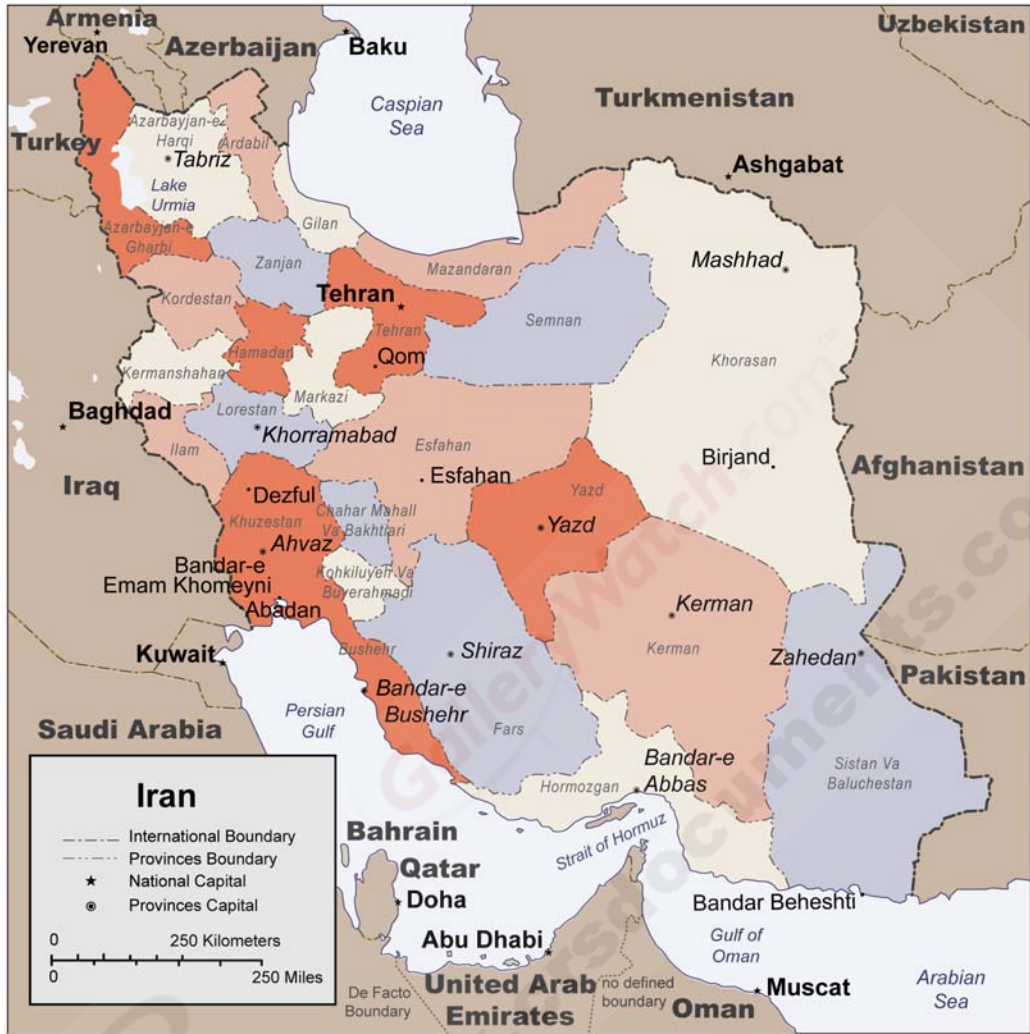 Armenia
Yerevan
Azerbaijan
Baku
Uzbekistan
Caspian
Sea
Turkmenistan
Turkey
Azarbayjan-e
Harqi
Ardabil
Tabriz
Lake
Urmia
Ashgabat
Azarbayjan-e
Gharbi
Gilan
Zanjan
Mazandaran
Mashhad
Kordestan
Tehran
Semnan
Tehran
Hamadan
Qom
Khorasan
Kermanshahan
Markazi
Baghdad
Lorestan
Khorramabad
Ilam
Esfahan
Esfahan
Birjand
Afghanistan
Iraq
Dezful
Yazd
Yazd
Chahar Mahall
Va Bakhtiari
Khuzestan
Ahvaz
Bandar-e
Emam Khomeyni
Kohkiluyeh Va
Buyerahmadi
Abadan
Kerman
Kerman
Bushehr
Shiraz
Zahedan
Kuwait
Pakistan
Bandar-e
Bushehr
Saudi Arabia
Persian
Gulf
Fars
Bandar-e
Abbas
Hormozgan
Sistan Va
Baluchestan
Iran
International Boundary
Provinces Boundary
National Capital
Provinces Capital
0 250 Kilometers
0 250 Miles
Bahrain
Qatar
Doha
Strait of Hormuz
Abu Dhabi
Bandar Beheshti
Gulf of
Oman
United Arab
Emirates
De Facto
Boundary
no defined
boundary
Oman
Muscat
Arabian
Sea
GalleryWatch.com™